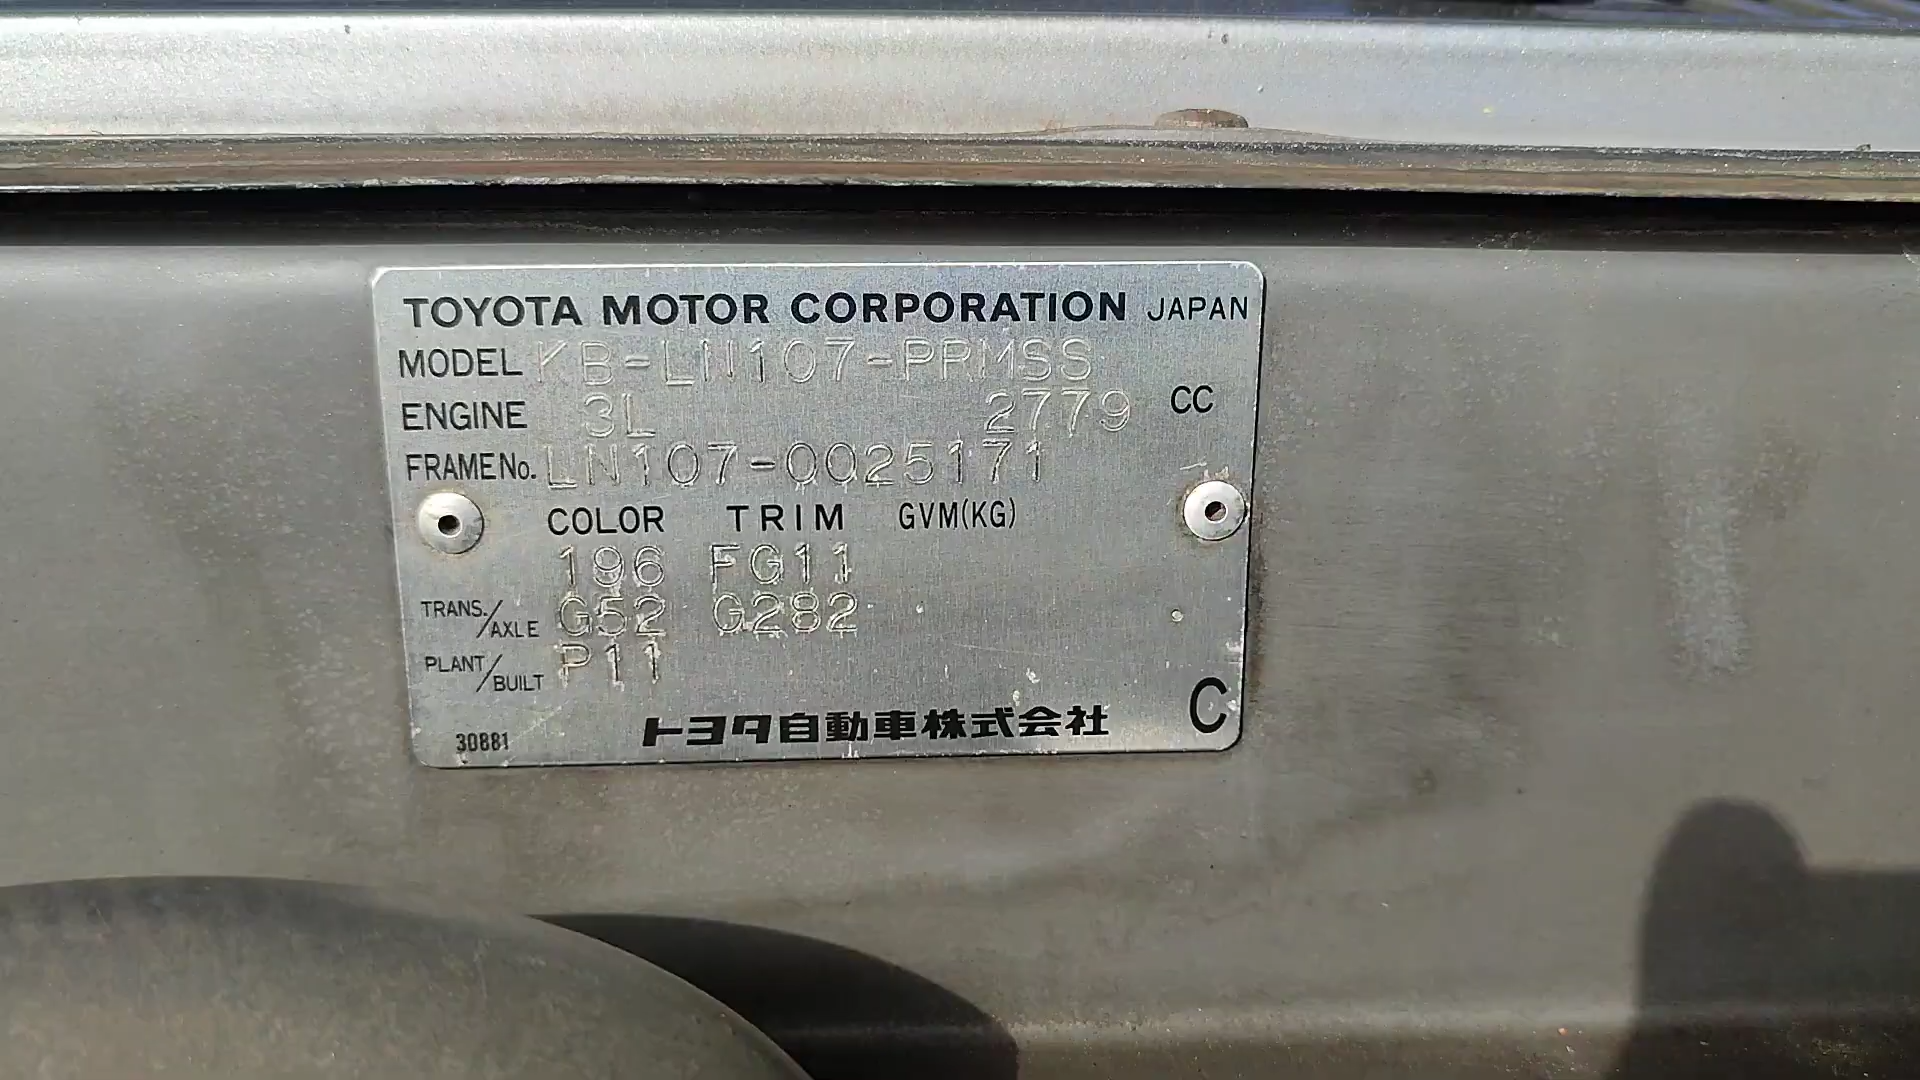 TOYOTA MOTOR CORPORATION JAPAN
MODEL KB-LN107-PRMSS
ENGINE 3L 2779 CC
FRAME No. LN107-0025171
COLOR TRIM GVM(KG)
196 FG11
TRANS./AXLE G52 G282
PLANT/BUILT P11
トヨタ自動車株式会社 C
30881